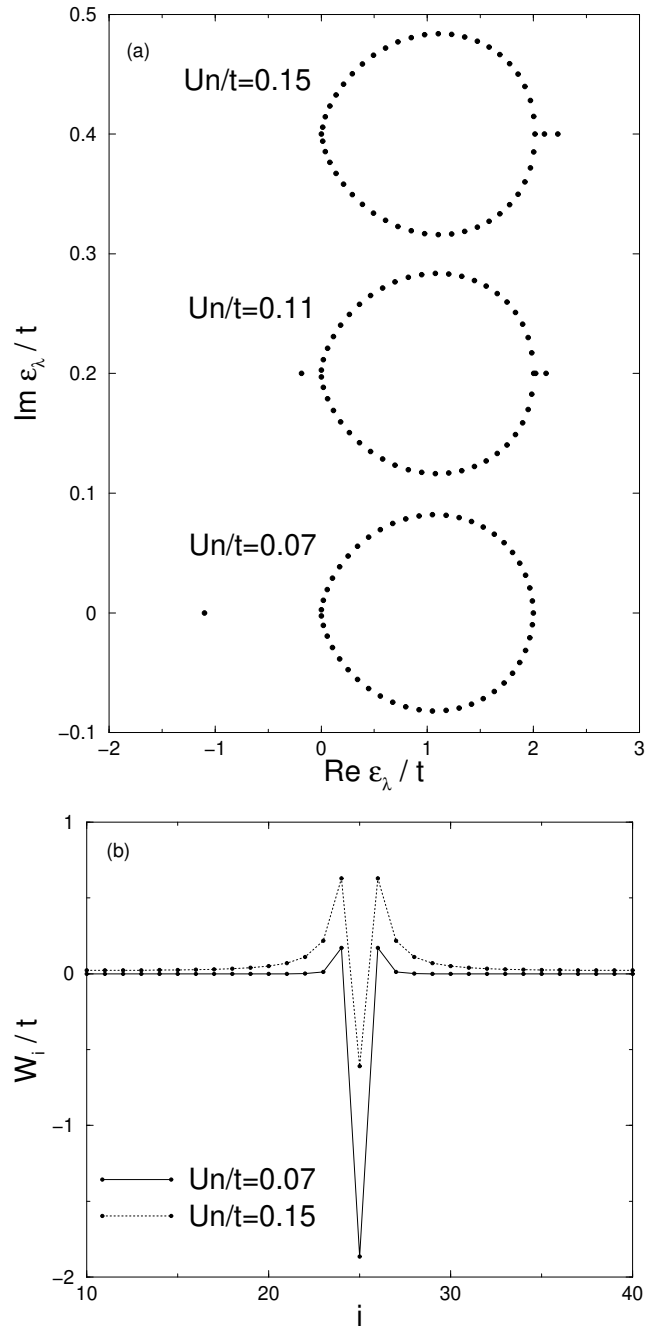 (a)
0.5
Un/t=0.15
0.4
0.3
Un/t=0.11
Im ε_λ / t
0.2
0.1
Un/t=0.07
0
−0.1
−2 −1 0 1 2 3
Re ε_λ / t
(b)
1
0
W_i / t
−1
Un/t=0.07
Un/t=0.15
−2
10 20 30 40
i